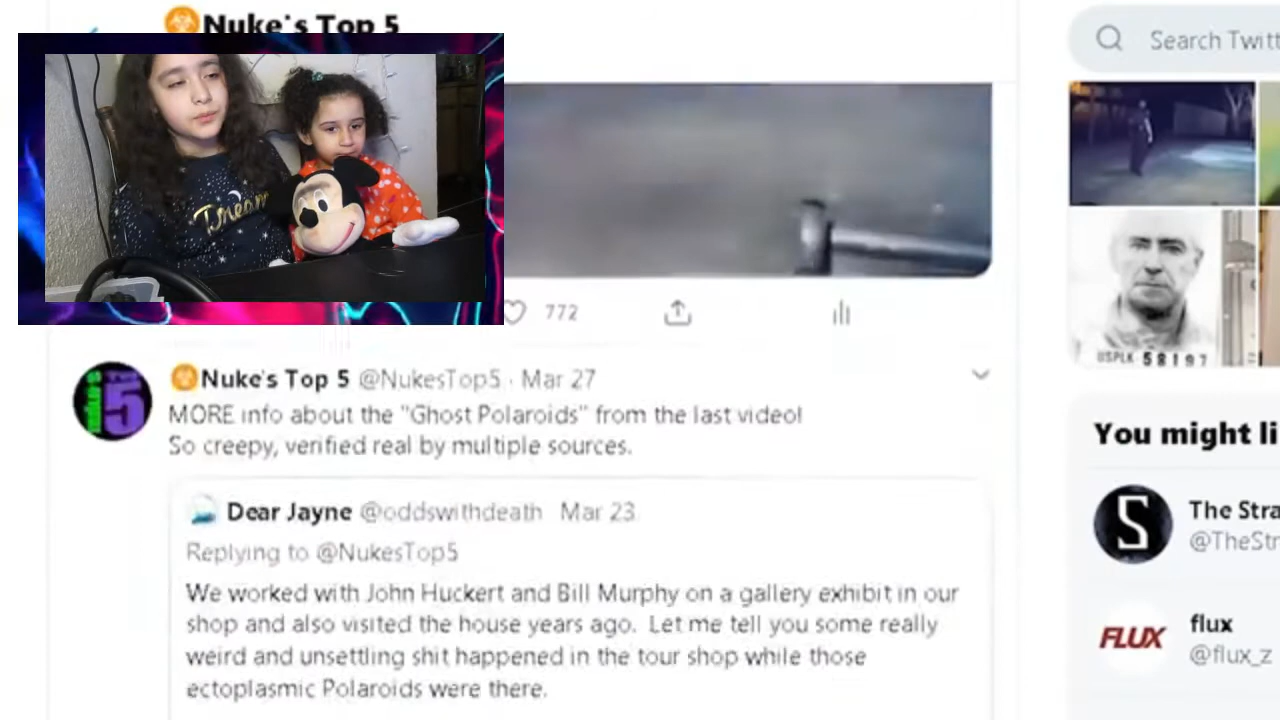 Nuke's Top 5
Search Twitt
Dream
772
USPLK 58197
5
Nuke's Top 5 @NukesTop5 · Mar 27
MORE info about the "Ghost Polaroids" from the last video!
So creepy, verified real by multiple sources.
You might li
Dear Jayne @oddswithdeath Mar 23
Replying to @NukesTop5
We worked with John Huckert and Bill Murphy on a gallery exhibit in our
shop and also visited the house years ago. Let me tell you some really
weird and unsettling shit happened in the tour shop while those
ectoplasmic Polaroids were there.
S
The Stra
@TheStr
FLUX
flux
@flux_z